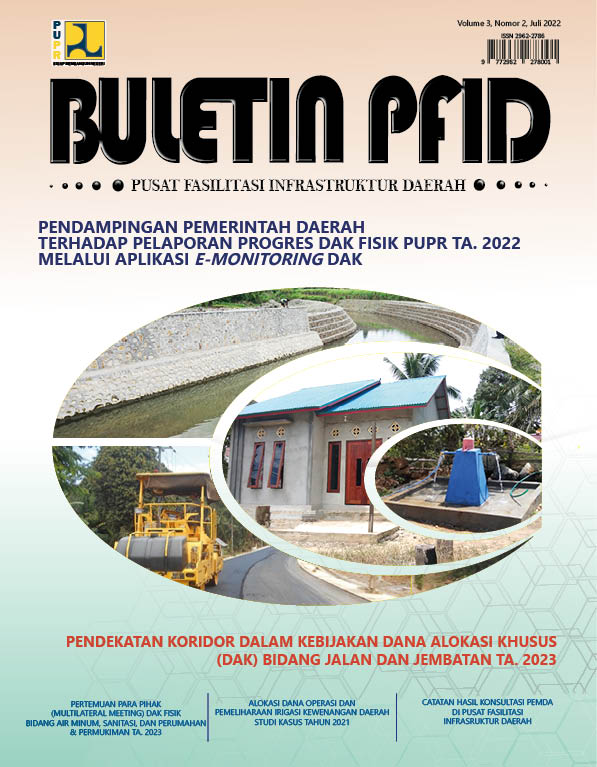 PUPR
Volume 3, Nomor 2, Juli 2022
ISSN 2962-2786
9 772962 278001
BULETIN PFID
PUSAT FASILITASI INFRASTRUKTUR DAERAH
PENDAMPINGAN PEMERINTAH DAERAH
TERHADAP PELAPORAN PROGRES DAK FISIK PUPR TA. 2022
MELALUI APLIKASI E-MONITORING DAK
PENDEKATAN KORIDOR DALAM KEBIJAKAN DANA ALOKASI KHUSUS
(DAK) BIDANG JALAN DAN JEMBATAN TA. 2023
PERTEMUAN PARA PIHAK
(MULTILATERAL MEETING) DAK FISIK
BIDANG AIR MINUM, SANITASI, DAN PERUMAHAN
& PERMUKIMAN TA. 2023
ALOKASI DANA OPERASI DAN
PEMELIHARAAN IRIGASI KEWENANGAN DAERAH
STUDI KASUS TAHUN 2021
CATATAN HASIL KONSULTASI PEMDA
DI PUSAT FASILITASI
INFRASRUKTUR DAERAH